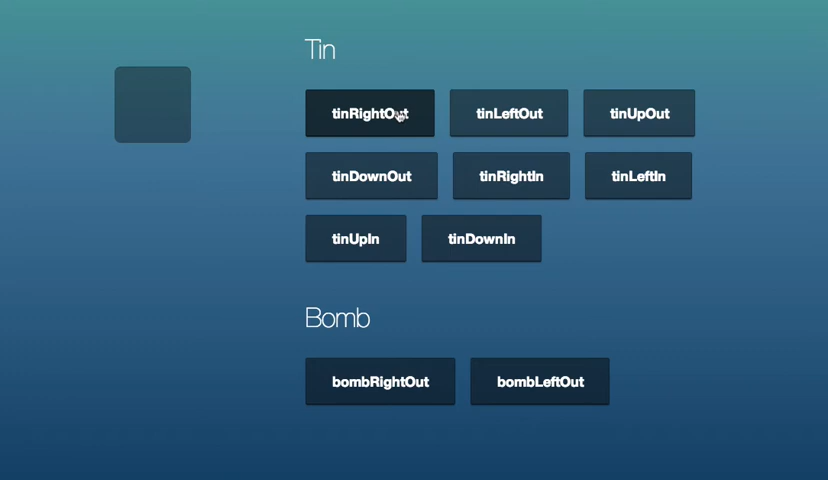 Tin
tinRightOut tinLeftOut tinUpOut
tinDownOut tinRightIn tinLeftIn
tinUpIn tinDownIn
Bomb
bombRightOut bombLeftOut